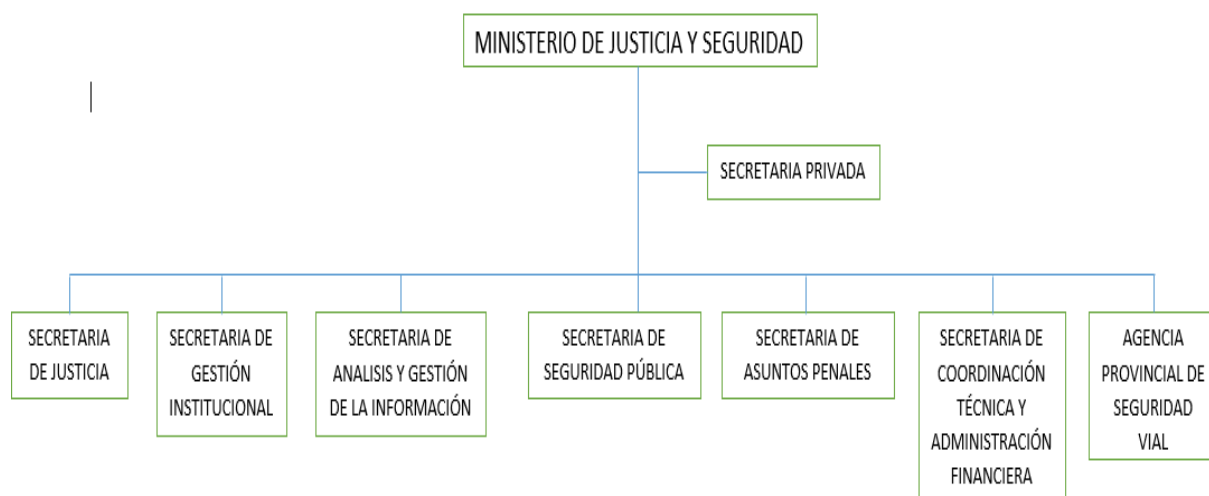 MINISTERIO DE JUSTICIA Y SEGURIDAD
SECRETARIA PRIVADA
SECRETARIA
DE JUSTICIA
SECRETARIA DE
GESTIÓN
INSTITUCIONAL
SECRETARIA DE
ANALISIS Y GESTIÓN
DE LA INFORMACIÓN
SECRETARIA DE
SEGURIDAD PÚBLICA
SECRETARIA DE
ASUNTOS PENALES
SECRETARIA DE
COORDINACIÓN
TÉCNICA Y
ADMINISTRACIÓN
FINANCIERA
AGENCIA
PROVINCIAL DE
SEGURIDAD
VIAL